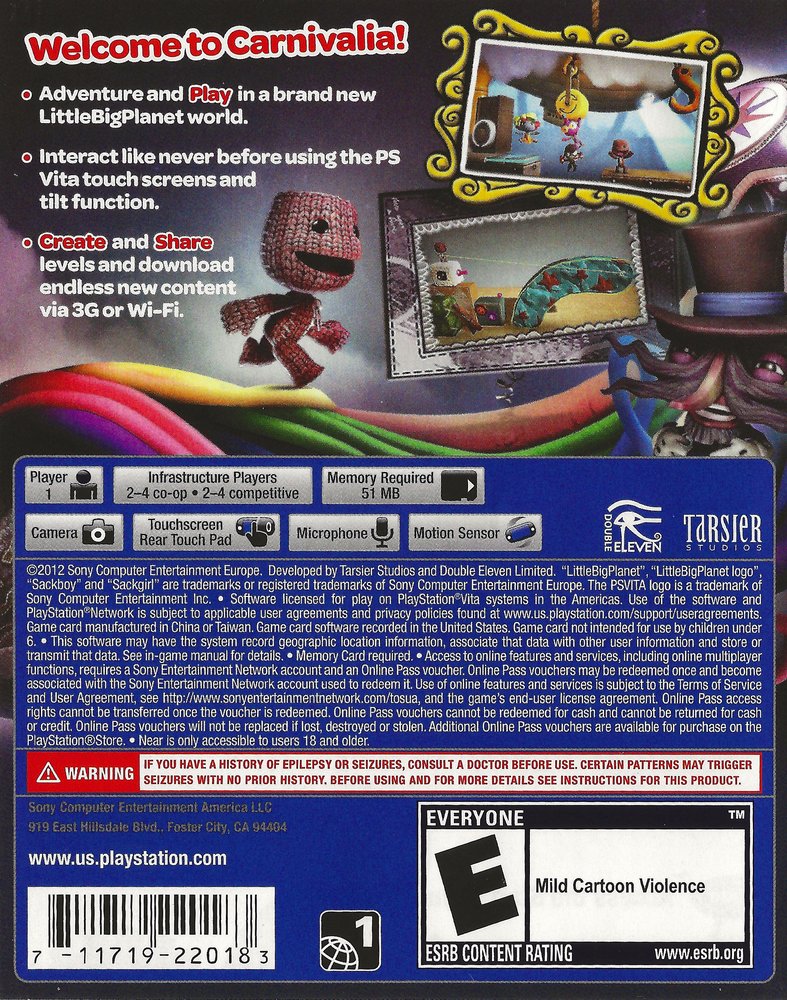 Welcome to Carnivalia!
Adventure and Play in a brand new
LittleBigPlanet world.
Interact like never before using the PS
Vita touch screens and
tilt function.
Create and Share
levels and download
endless new content
via 3G or Wi-Fi.
Player
1
Infrastructure Players
2-4 co-op • 2-4 competitive
Memory Required
51 MB
Camera
Touchscreen
Rear Touch Pad
Microphone
Motion Sensor
DOUBLE ELEVEN
TARSIER
STUDIOS
©2012 Sony Computer Entertainment Europe. Developed by Tarsier Studios and Double Eleven Limited. "LittleBigPlanet", "LittleBigPlanet logo",
"Sackboy" and "Sackgirl" are trademarks or registered trademarks of Sony Computer Entertainment Europe. The PSVITA logo is a trademark of
Sony Computer Entertainment Inc. • Software licensed for play on PlayStation®Vita systems in the Americas. Use of the software and
PlayStation®Network is subject to applicable user agreements and privacy policies found at www.us.playstation.com/support/useragreements.
Game card manufactured in China or Taiwan. Game card software recorded in the United States. Game card not intended for use by children under
6. • This software may have the system record geographic location information, associate that data with other user information and store or
transmit that data. See in-game manual for details. • Memory Card required. • Access to online features and services, including online multiplayer
functions, requires a Sony Entertainment Network account and an Online Pass voucher. Online Pass vouchers may be redeemed once and become
associated with the Sony Entertainment Network account used to redeem it. Use of online features and services is subject to the Terms of Service
and User Agreement, see http://www.sonyentertainmentnetwork.com/tosua, and the game's end-user license agreement. Online Pass access
rights cannot be transferred once the voucher is redeemed. Online Pass vouchers cannot be redeemed for cash and cannot be returned for cash
or credit. Online Pass vouchers will not be replaced if lost, destroyed or stolen. Additional Online Pass vouchers are available for purchase on the
PlayStation®Store. • Near is only accessible to users 18 and older.
WARNING
IF YOU HAVE A HISTORY OF EPILEPSY OR SEIZURES, CONSULT A DOCTOR BEFORE USE. CERTAIN PATTERNS MAY TRIGGER
SEIZURES WITH NO PRIOR HISTORY. BEFORE USING AND FOR MORE DETAILS SEE INSTRUCTIONS FOR THIS PRODUCT.
Sony Computer Entertainment America LLC
919 East Hillsdale Blvd., Foster City, CA 94404
www.us.playstation.com
7 11719-22018 3
1
EVERYONE TM
E
Mild Cartoon Violence
ESRB CONTENT RATING www.esrb.org